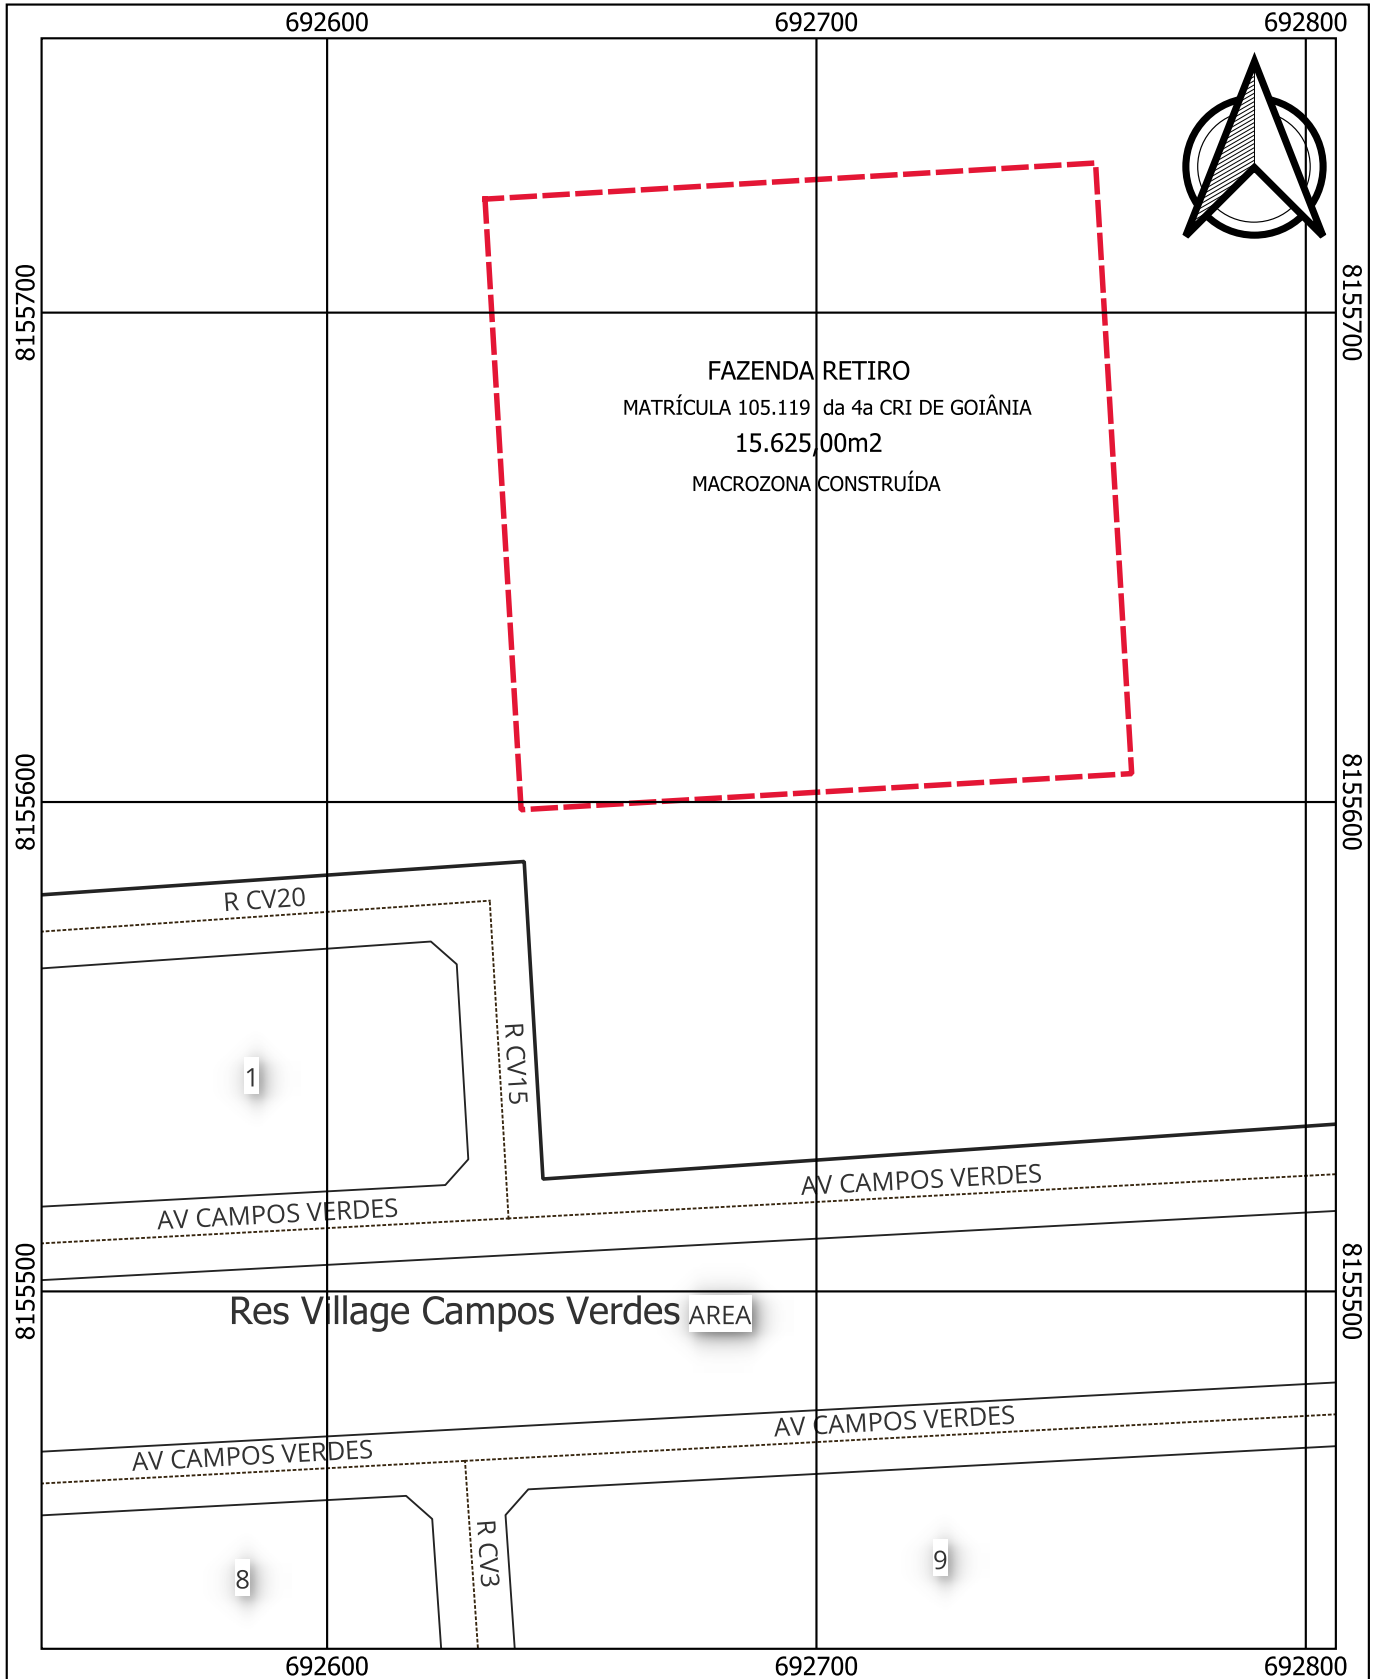 692600
692700
692800
8155700
8155700
FAZENDA RETIRO
MATRÍCULA 105.119 da 4a CRI DE GOIÂNIA
15.625,00m2
MACROZONA CONSTRUÍDA
8155600
8155600
R CV20
R CV15
1
AV CAMPOS VERDES
AV CAMPOS VERDES
8155500
8155500
Res Village Campos Verdes
AREA
AV CAMPOS VERDES
AV CAMPOS VERDES
R CV3
8
9
692600
692700
692800